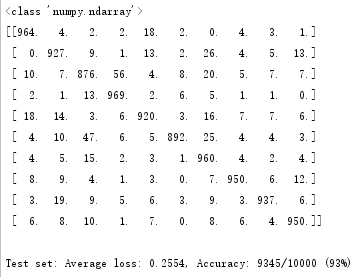 <class 'numpy.ndarray'>
[[964. 4. 2. 2. 18. 2. 0. 4. 3. 1.]
[ 0. 927. 9. 1. 13. 2. 26. 4. 5. 13.]
[ 10. 7. 876. 56. 4. 8. 20. 5. 7. 7.]
[ 2. 1. 13. 969. 2. 6. 5. 1. 1. 0.]
[ 18. 14. 3. 6. 920. 3. 16. 7. 7. 6.]
[ 4. 10. 47. 6. 5. 892. 25. 4. 4. 3.]
[ 4. 5. 15. 2. 3. 1. 960. 4. 2. 4.]
[ 8. 9. 4. 1. 3. 0. 7. 950. 6. 12.]
[ 3. 19. 9. 5. 6. 3. 9. 3. 937. 6.]
[ 6. 8. 10. 1. 7. 0. 8. 6. 4. 950.]]
Test set: Average loss: 0.2554, Accuracy: 9345/10000 (93%)